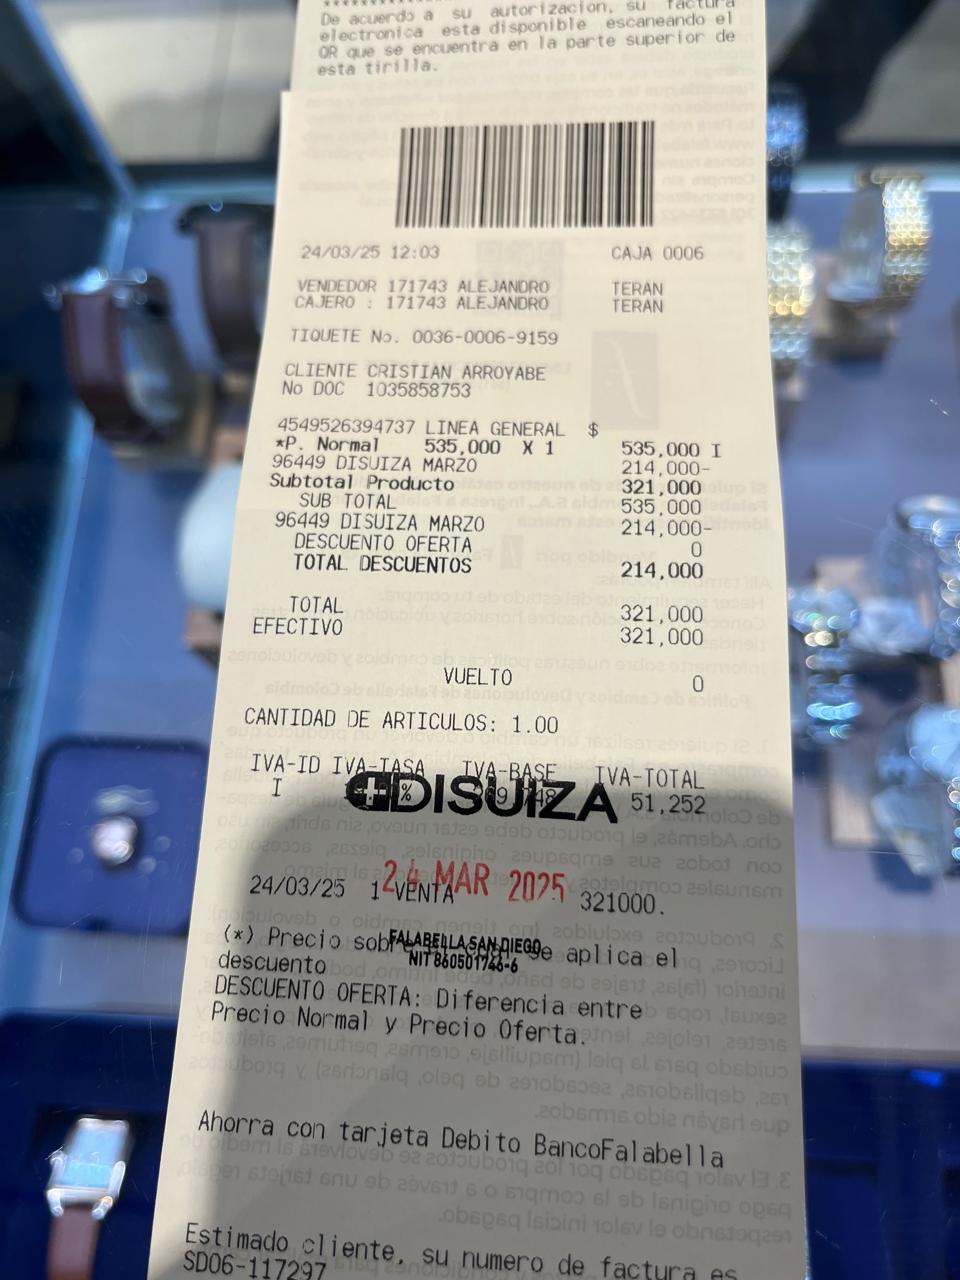 De acuerdo a su autorizacion, su factura
electronica esta disponible escaneando el
QR que se encuentra en la parte superior de
esta tirilla.
24/03/25 12:03 CAJA 0006
VENDEDOR 171743 ALEJANDRO TERAN
CAJERO : 171743 ALEJANDRO TERAN
TIQUETE No. 0036-0006-9159
CLIENTE CRISTIAN ARROYABE
No DOC 1035858753
4549526394737 LINEA GENERAL $
*P. Normal 535,000 X 1 535,000 I
96449 DISUIZA MARZO 214,000-
Subtotal Producto 321,000
SUB TOTAL 535,000
96449 DISUIZA MARZO 214,000-
DESCUENTO OFERTA 0
TOTAL DESCUENTOS 214,000
TOTAL 321,000
EFECTIVO 321,000
VUELTO 0
CANTIDAD DE ARTICULOS: 1.00
IVA-ID IVA-TASA IVA-BASE IVA-TOTAL
I 51,252
DISUIZA
24 MAR 2025
24/03/25 1 VENTA 321000.
FALABELLA SAN DIEGO
NIT 860501746-6
(*) Precio se aplica el
descuento
DESCUENTO OFERTA: Diferencia entre
Precio Normal y Precio Oferta.
Ahorra con tarjeta Debito BancoFalabella
Estimado cliente, su numero de factura es
SD06-117297